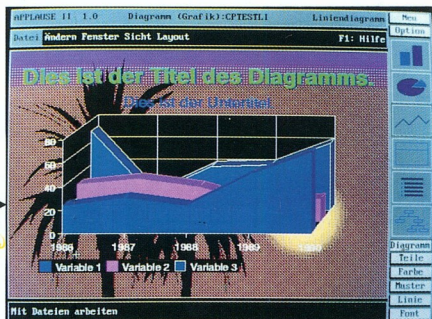 APPLAUSE II 1.0 Diagramm (Grafik):CPTESTL1 Liniendiagramm Neu
Option
Datei Ändern Fenster Sicht Layout F1: Hilfe
Dies ist der Titel des Diagramms.
Dies ist der Untertitel
80
60
40
20
0
1986 1987 1988 1989 1990
Variable 1 Variable 2 Variable 3
Diagramm
Teile
Farbe
Muster
Linie
Font
Mit Dateien arbeiten